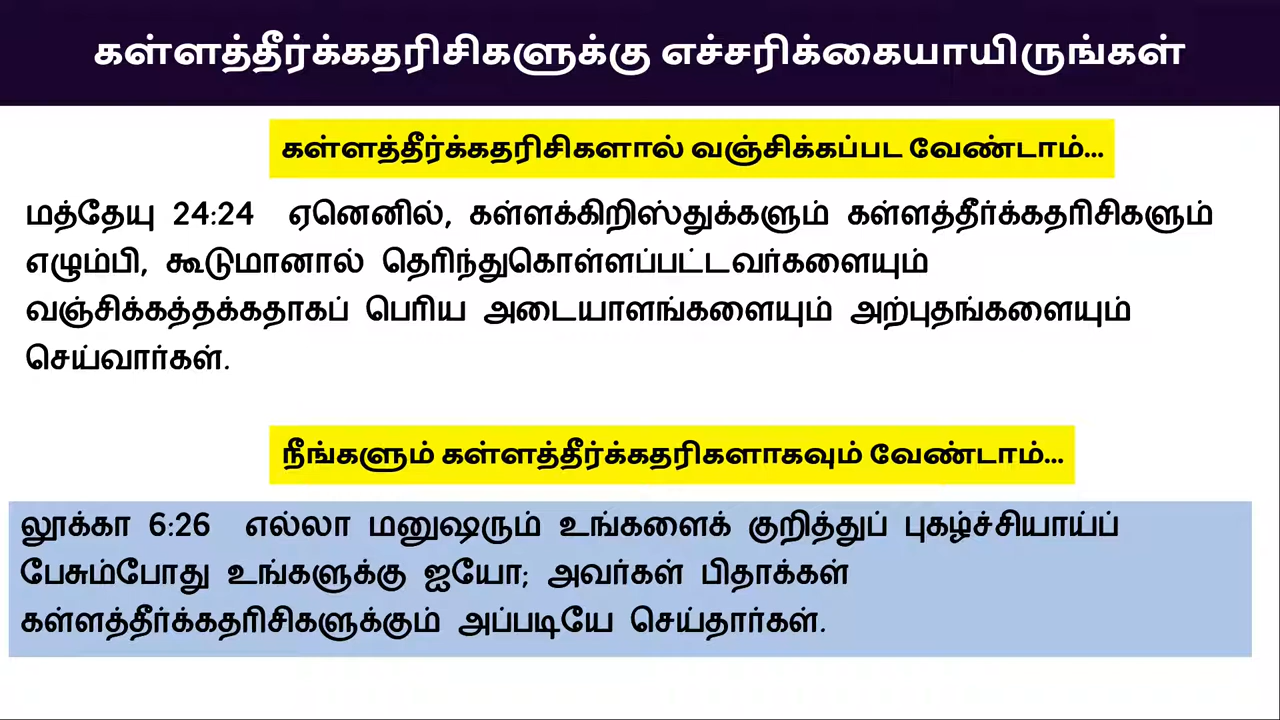 கள்ளத்தீர்க்கதரிசிகளுக்கு எச்சரிக்கையாயிருங்கள்
கள்ளத்தீர்க்கதரிசிகளால் வஞ்சிக்கப்பட வேண்டாம்...
மத்தேயு 24:24 ஏனெனில், கள்ளக்கிறிஸ்துக்களும் கள்ளத்தீர்க்கதரிசிகளும்
எழும்பி, கூடுமானால் தெரிந்துகொள்ளப்பட்டவர்களையும்
வஞ்சிக்கத்தக்கதாகப் பெரிய அடையாளங்களையும் அற்புதங்களையும்
செய்வார்கள்.
நீங்களும் கள்ளத்தீர்க்கதரிகளாகவும் வேண்டாம்...
லூக்கா 6:26 எல்லா மனுஷரும் உங்களைக் குறித்துப் புகழ்ச்சியாய்ப்
பேசும்போது உங்களுக்கு ஐயோ; அவர்கள் பிதாக்கள்
கள்ளத்தீர்க்கதரிசிகளுக்கும் அப்படியே செய்தார்கள்.